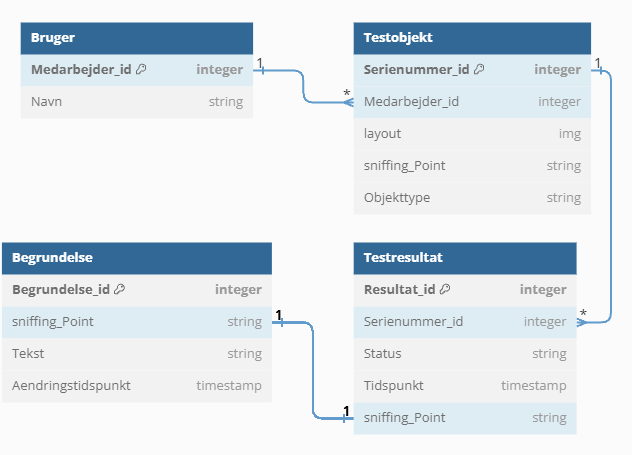 Bruger
Medarbejder_id integer
Navn string
1
*
Testobjekt
Serienummer_id integer
Medarbejder_id integer
layout img
sniffing_Point string
Objekttype string
1
*
Begrundelse
Begrundelse_id integer
sniffing_Point string
Tekst string
Aendringstidspunkt timestamp
1
1
Testresultat
Resultat_id integer
Serienummer_id integer
Status string
Tidspunkt timestamp
sniffing_Point string